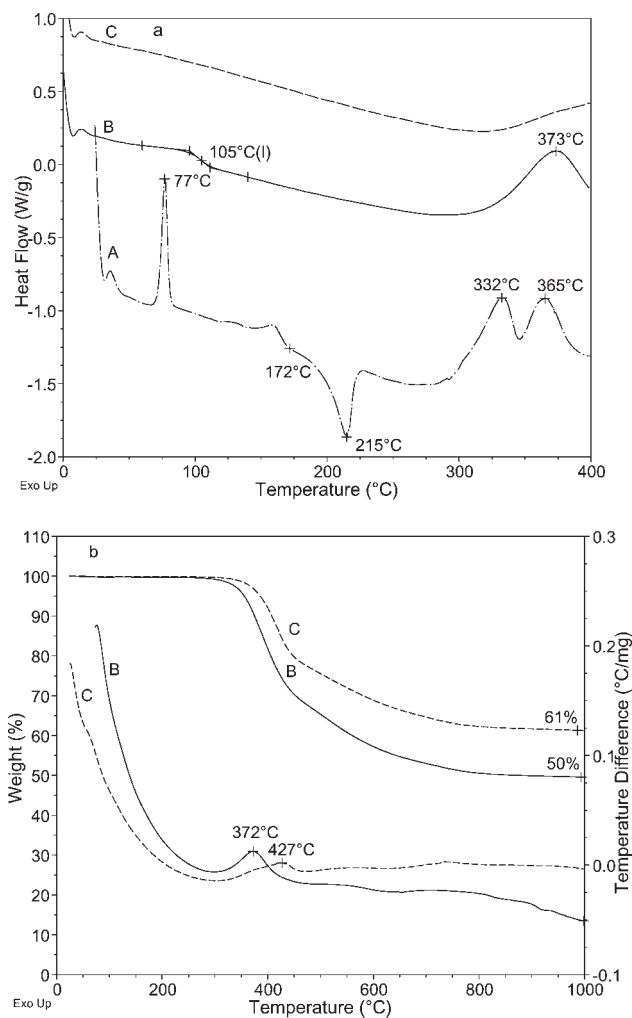 1.0
C
a
Heat Flow (W/g)
0.5
B
105°C(I)
373°C
0.0
77°C
-0.5
A
332°C
365°C
-1.0
172°C
-1.5
215°C
-2.0
0
100
200
300
400
Exo Up
Temperature (°C)
110
b
0.3
100
90
C
80
B
0.2
70
B
C
61%
60
Weight (%)
50%
Temperature Difference (°C/mg)
50
0.1
40
372°C
427°C
30
0.0
20
10
0
-0.1
0
200
400
600
800
1000
Exo Up
Temperature (°C)